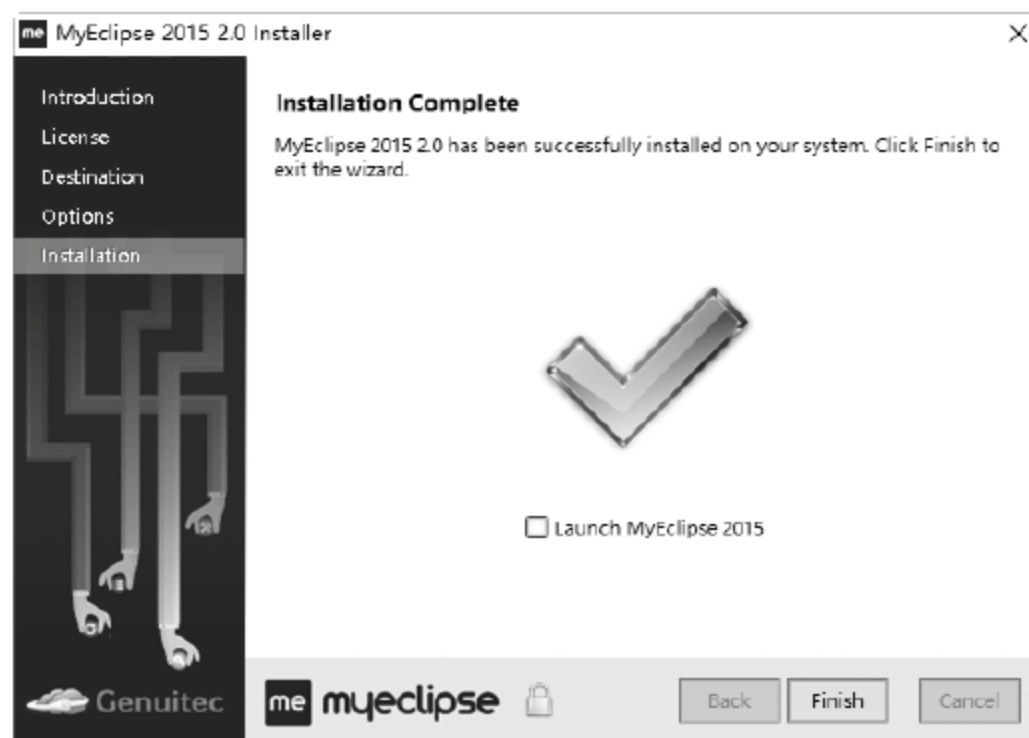 me MyEclipse 2015 2.0 Installer
Introduction
License
Destination
Options
Installation
Installation Complete
MyEclipse 2015 2.0 has been successfully installed on your system. Click Finish to
exit the wizard.
Launch MyEclipse 2015
Genuitec
me myeclipse
Back
Finish
Cancel